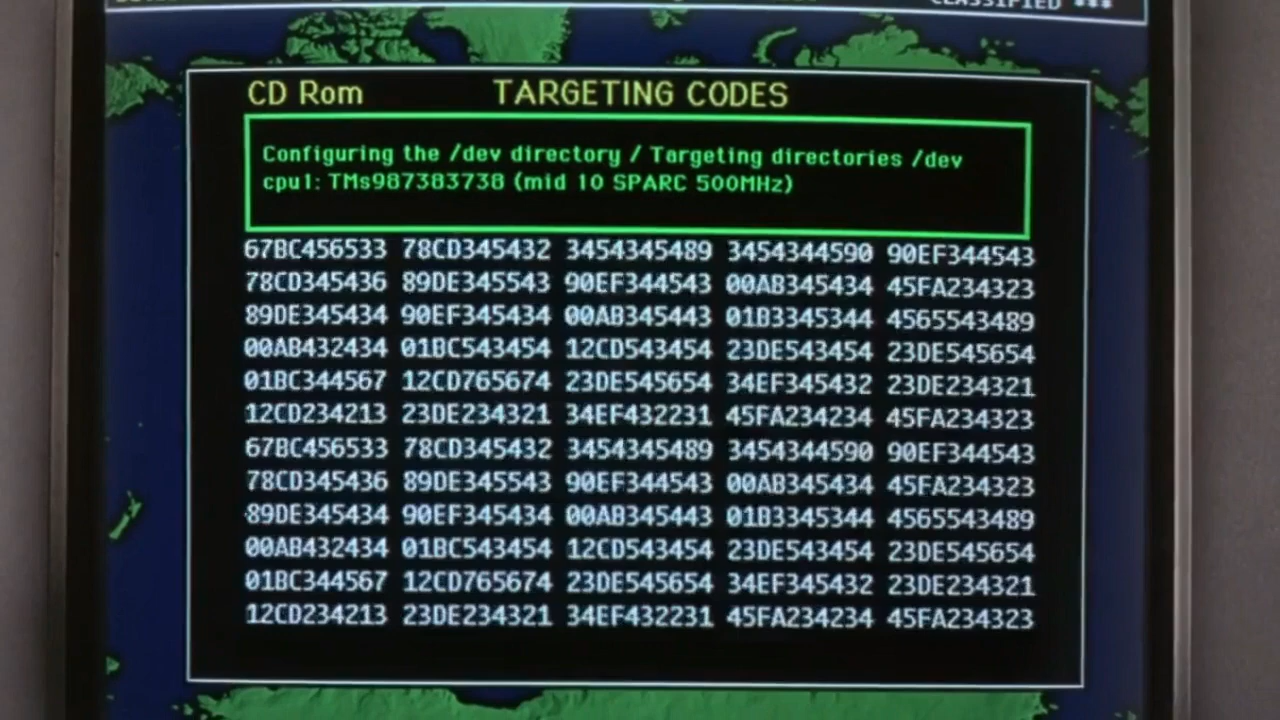 CLASSIFIED ***
CD Rom TARGETING CODES
Configuring the /dev directory / Targeting directories /dev
cpu1: TMs987383738 (mid 10 SPARC 500MHz)
67BC456533 78CD345432 3454345489 3454344590 90EF344543
78CD345436 89DE345543 90EF344543 00AB345434 45FA234323
89DE345434 90EF345434 00AB345443 01B3345344 4565543489
00AB432434 01BC543454 12CD543454 23DE543454 23DE545654
01BC344567 12CD765674 23DE545654 34EF345432 23DE234321
12CD234213 23DE234321 34EF432231 45FA234234 45FA234323
67BC456533 78CD345432 3454345489 3454344590 90EF344543
78CD345436 89DE345543 90EF344543 00AB345434 45FA234323
89DE345434 90EF345434 00AB345443 01B3345344 4565543489
00AB432434 01BC543454 12CD543454 23DE543454 23DE545654
01BC344567 12CD765674 23DE545654 34EF345432 23DE234321
12CD234213 23DE234321 34EF432231 45FA234234 45FA234323